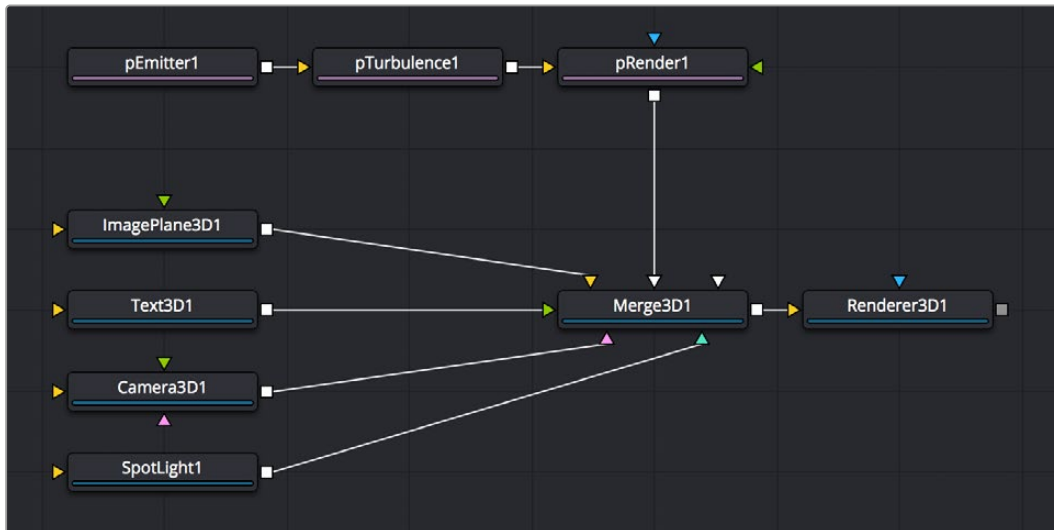 pEmitter1
pTurbulence1
pRender1
ImagePlane3D1
Text3D1
Merge3D1
Renderer3D1
Camera3D1
SpotLight1